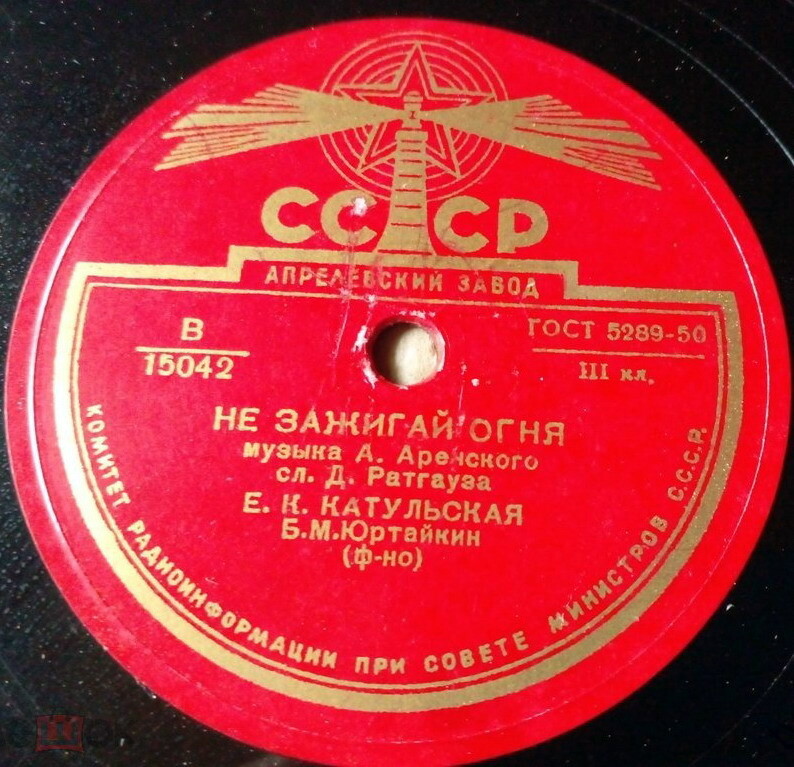 СССР
АПРЕЛЕВСКИЙ ЗАВОД
В
15042
ГОСТ 5289-50
III кл.
НЕ ЗАЖИГАЙ ОГНЯ
музыка А. Аренского
сл. Д. Ратгауза
Е. К. КАТУЛЬСКАЯ
Б.М.Юртайкин
(ф-но)
КОМИТЕТ РАДИОИНФОРМАЦИИ ПРИ СОВЕТЕ МИНИСТРОВ С.С.С.Р.